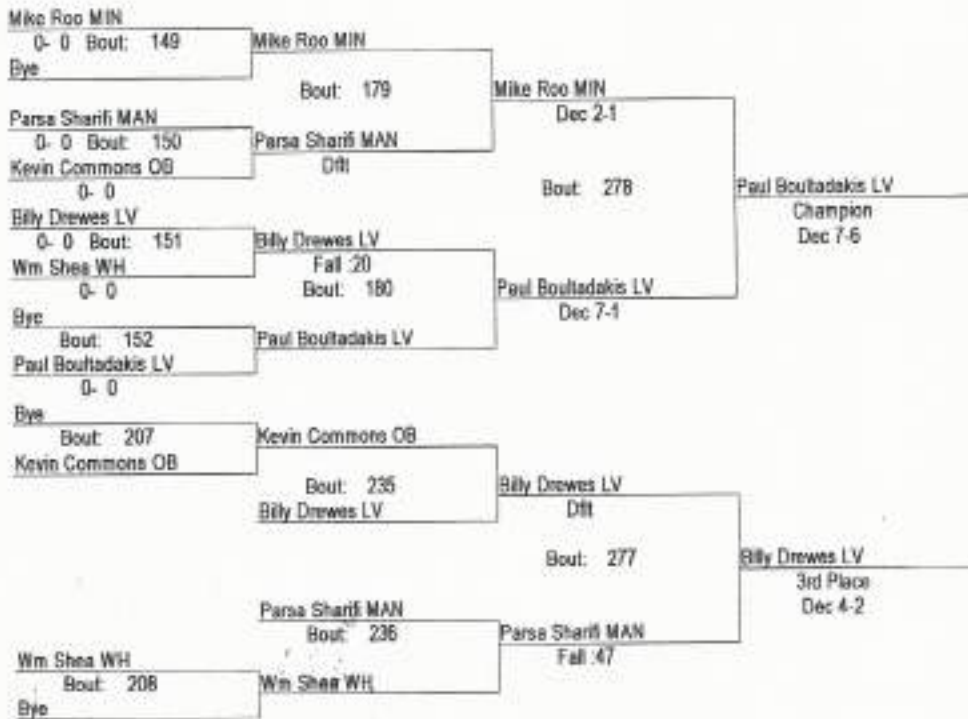 Mike Roo MIN
0- 0 Bout: 149
Bye
Mike Roo MIN
Bout: 179
Parsa Sharifi MAN
0- 0 Bout: 150
Kevin Commons OB
0- 0
Parsa Sharifi MAN
Dflt
Mike Roo MIN
Dec 2-1
Bout: 278
Billy Drewes LV
0- 0 Bout: 151
Wm Shea WH
0- 0
Billy Drewes LV
Fall :20
Bout: 180
Bye
Bout: 152
Paul Boultadakis LV
0- 0
Paul Boultadakis LV
Paul Boultadakis LV
Dec 7-1
Paul Boultadakis LV
Champion
Dec 7-6
Bye
Bout: 207
Kevin Commons OB
Kevin Commons OB
Bout: 235
Billy Drewes LV
Billy Drewes LV
Dflt
Bout: 277
Parsa Sharifi MAN
Bout: 236
Wm Shea WH
Bout: 208
Bye
Wm Shea WH
Parsa Sharifi MAN
Fall :47
Billy Drewes LV
3rd Place
Dec 4-2